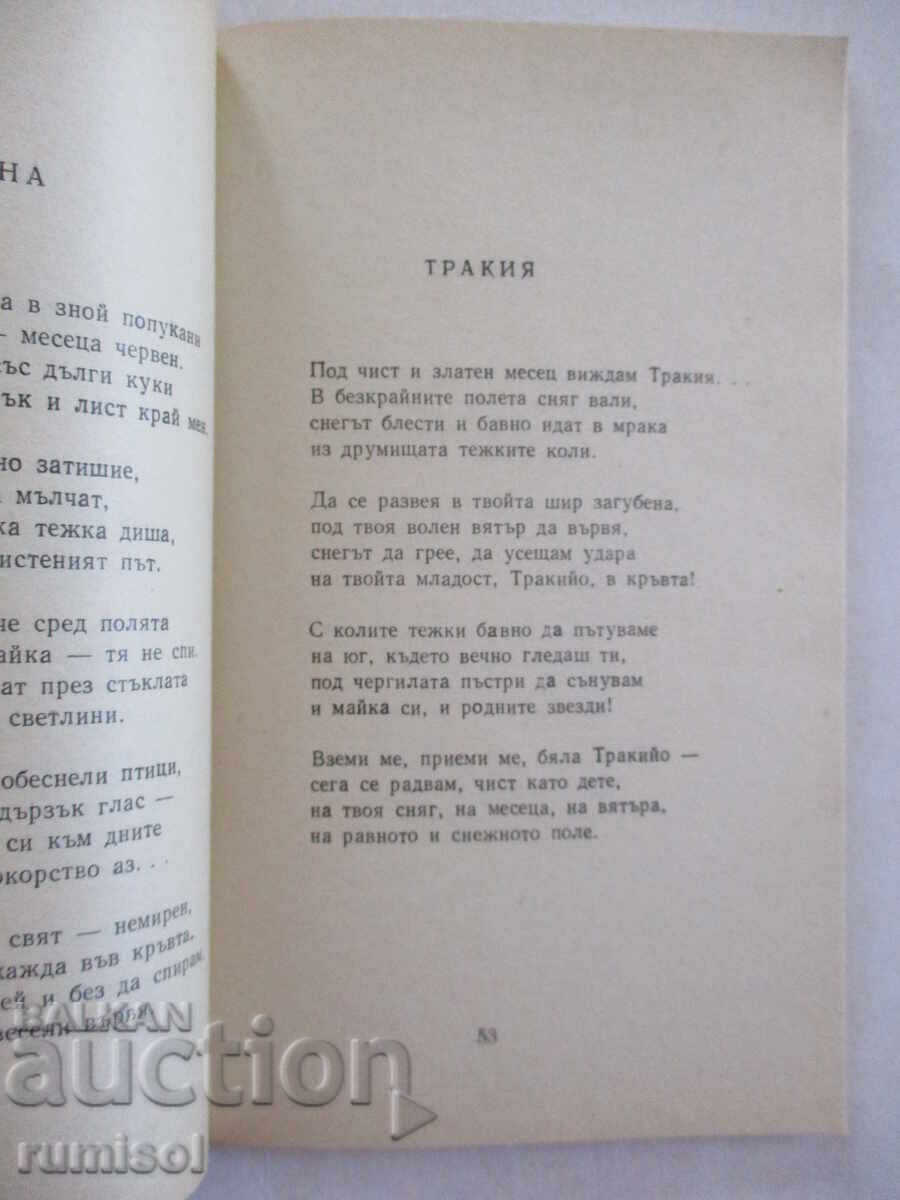 НА
а в зной попукани
— месеца червен.
със дълги куки
ък и лист край мен.
но затишие,
мълчат,
ка тежка диша,
истеният път.
че сред полята
айка — тя не спи.
ат през стъклата
светлини.
обеснели птици,
дързък глас —
си към дните
окорство аз. . .
свят — немирен,
кажда във кръвта.
ей и без да спирам,
весели вървя.
ТРАКИЯ
Под чист и златен месец виждам Тракия. . .
В безкрайните полета сняг вали,
снегът блести и бавно идат в мрака
из друмищата тежките коли.
Да се развея в твойта шир загубена,
под твоя волен вятър да вървя,
снегът да грее, да усещам удара
на твойта младост, Тракийо, в кръвта!
С колите тежки бавно да пътуваме
на юг, където вечно гледаш ти,
под чергилата пъстри да сънувам
и майка си, и родните звезди!
Вземи ме, приеми ме, бяла Тракийо —
сега се радвам, чист като дете,
на твоя сняг, на месеца, на вятъра,
на равното и снежното поле.
53
BALKAN
auction
rumisol